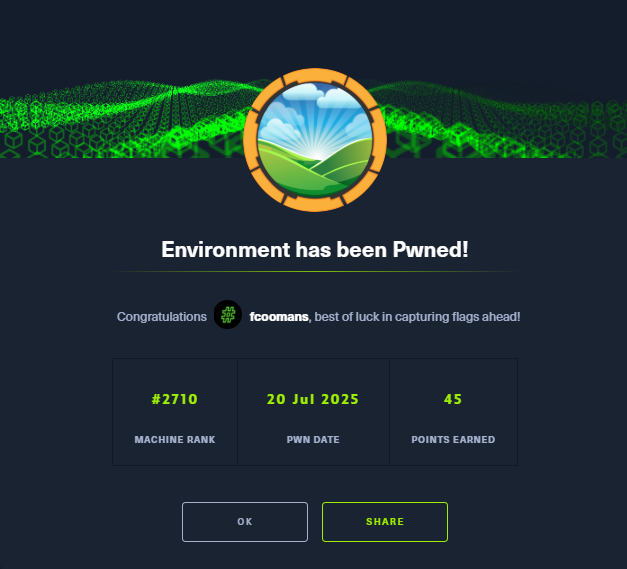 Environment has been Pwned!
Congratulations fcoomans, best of luck in capturing flags ahead!
#2710 20 Jul 2025 45
MACHINE RANK PWN DATE POINTS EARNED
OK SHARE